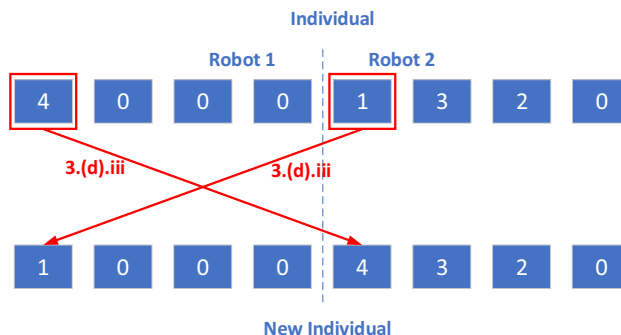 Individual
Robot 1 Robot 2
4 0 0 0 1 3 2 0
3.(d).iii 3.(d).iii
1 0 0 0 4 3 2 0
New Individual